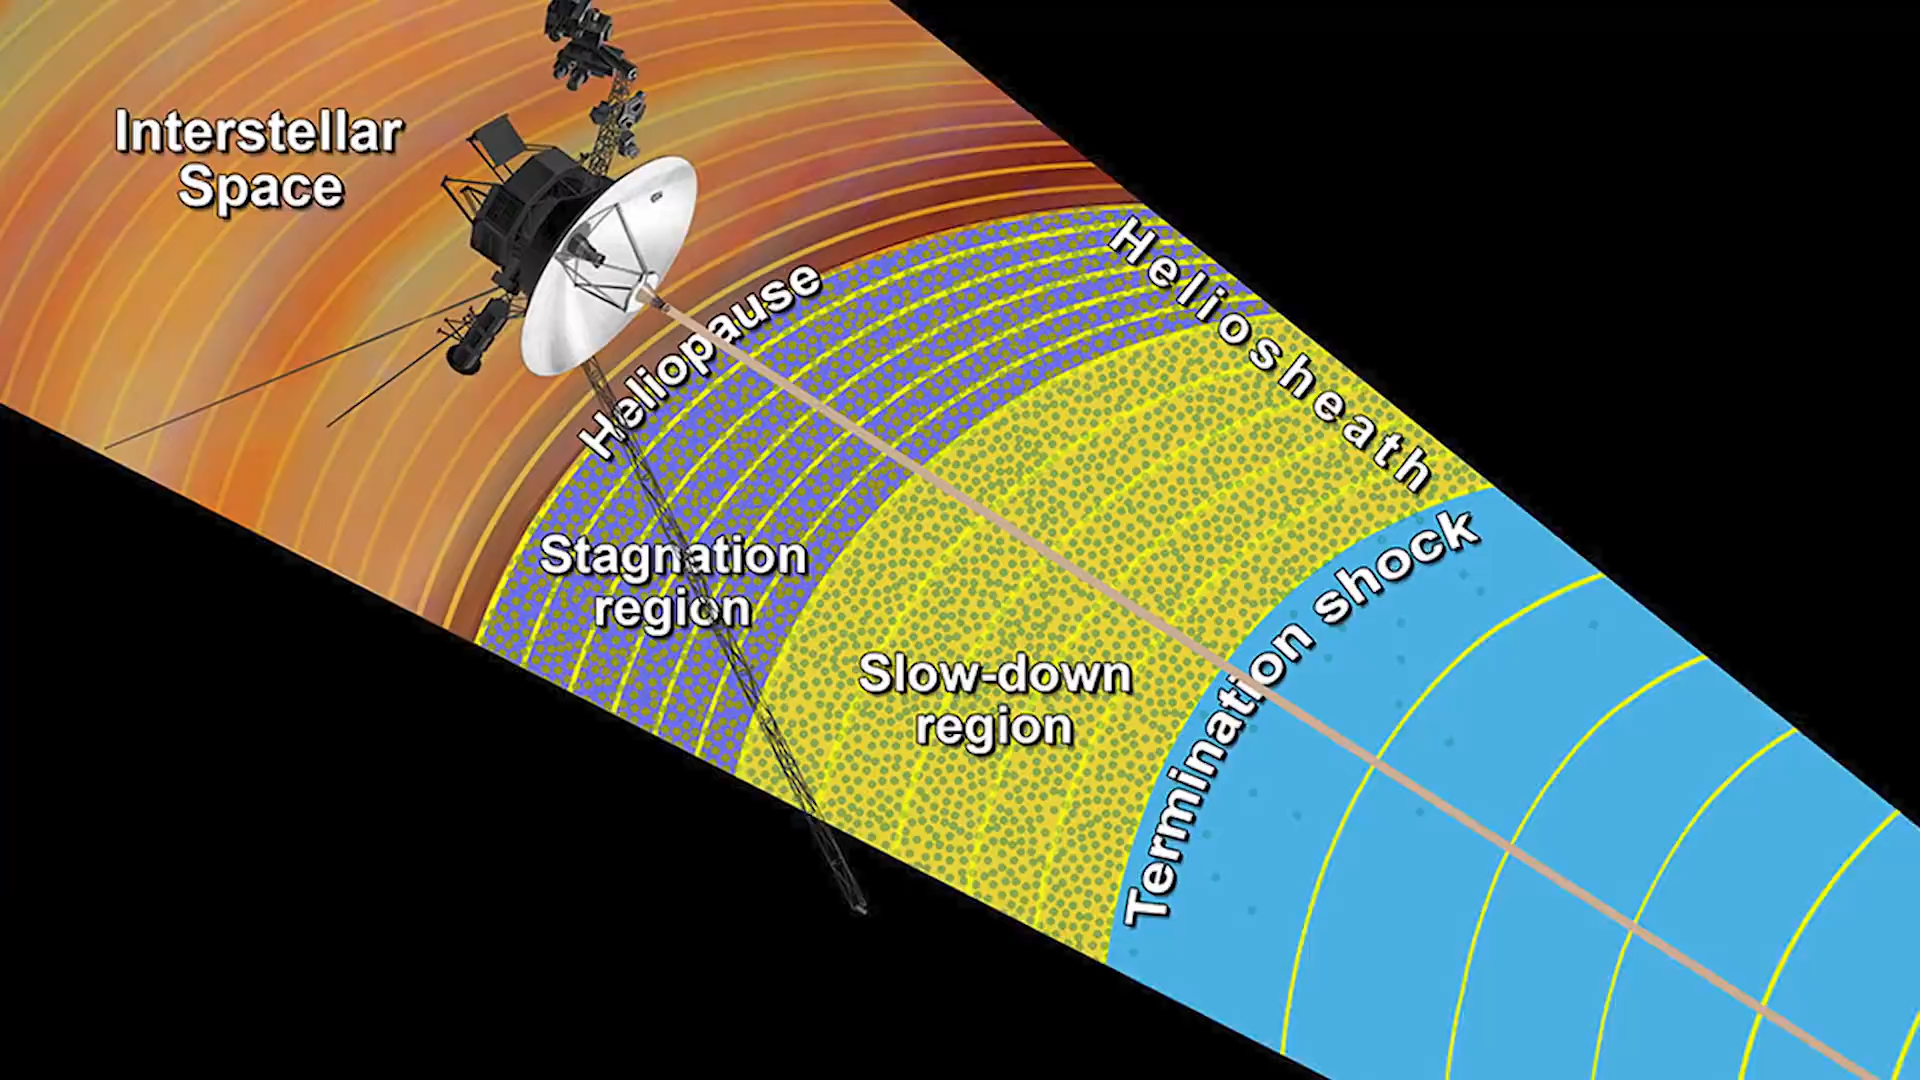 Interstellar
Space
Heliopause
Heliosheath
Stagnation
region
Slow-down
region
Termination shock